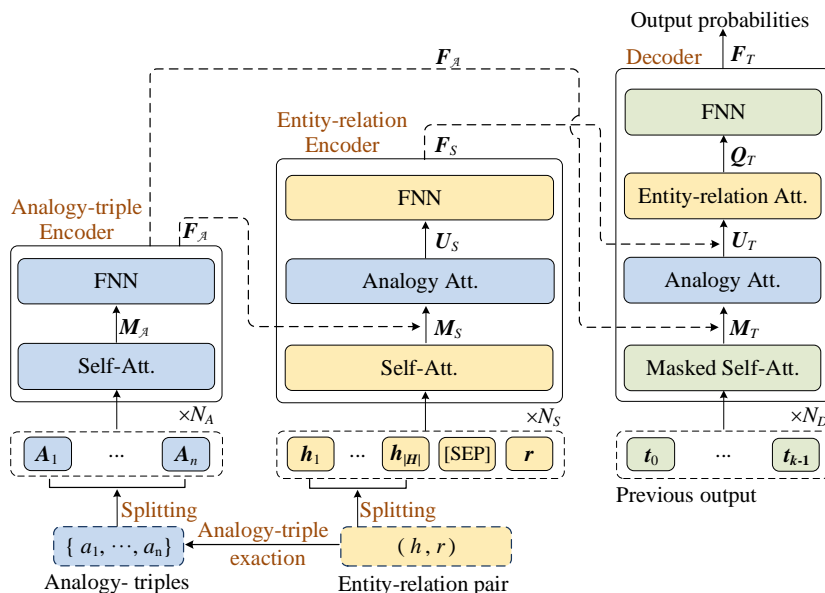 Output probabilities
F_T
Decoder
FNN
Q_T
Entity-relation Att.
U_T
Analogy Att.
M_T
Masked Self-Att.
×N_D
t_0 ... t_{k-1}
Previous output
F_𝒜
Entity-relation
Encoder
F_S
FNN
U_S
Analogy Att.
M_S
Self-Att.
×N_S
h_1 ... h_{|H|} [SEP] r
Analogy-triple
Encoder
F_𝒜
FNN
M_𝒜
Self-Att.
×N_A
A_1 ... A_n
Splitting
Splitting
{ a_1, ⋯, a_n}
Analogy-triple
exaction
( h , r )
Analogy- triples
Entity-relation pair